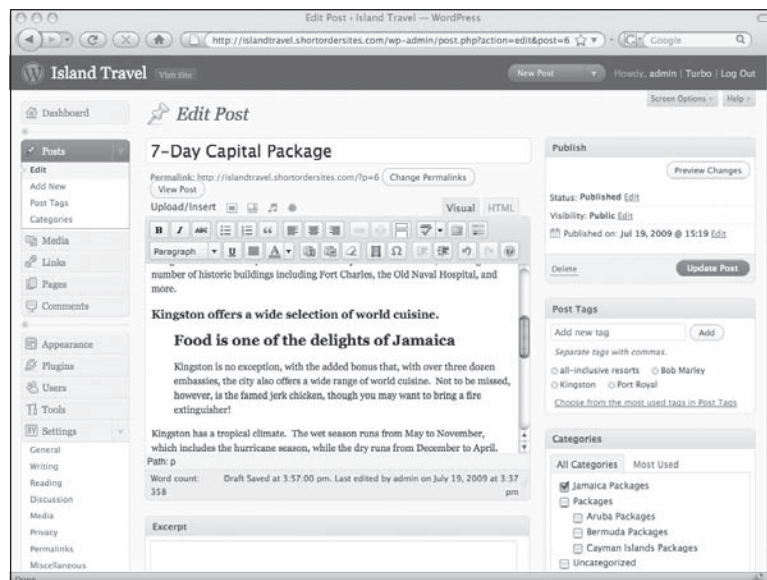 Edit Post ‹ Island Travel — WordPress
http://islandtravel.shortordersites.com/wp-admin/post.php?action=edit&post=6
Google
Island Travel
Visit Site
New Post
Howdy, admin | Turbo | Log Out
Screen Options
Help
Dashboard
Posts
Edit
Add New
Post Tags
Categories
Media
Links
Pages
Comments
Appearance
Plugins
Users
Tools
Settings
General
Writing
Reading
Discussion
Media
Privacy
Permalinks
Miscellaneous
Edit Post
7-Day Capital Package
Permalink: http://islandtravel.shortordersites.com/?p=6 Change Permalinks
View Post
Upload/Insert
Visual HTML
B I ABC
Paragraph U A Ω
number of historic buildings including Fort Charles, the Old Naval Hospital, and
more.
Kingston offers a wide selection of world cuisine.
Food is one of the delights of Jamaica
Kingston is no exception, with the added bonus that, with over three dozen
embassies, the city also offers a wide range of world cuisine. Not to be missed,
however, is the famed jerk chicken, though you may want to bring a fire
extinguisher!
Kingston has a tropical climate. The wet season runs from May to November,
which includes the hurricane season, while the dry runs from December to April.
Path: p
Word count: 358
Draft Saved at 3:57:00 pm. Last edited by admin on July 19, 2009 at 3:37 pm
Excerpt
Publish
Preview Changes
Status: Published Edit
Visibility: Public Edit
Published on: Jul 19, 2009 @ 15:19 Edit
Delete
Update Post
Post Tags
Add new tag
Add
Separate tags with commas.
all-inclusive resorts Bob Marley
Kingston Port Royal
Choose from the most used tags in Post Tags
Categories
All Categories Most Used
Jamaica Packages
Packages
Aruba Packages
Bermuda Packages
Cayman Islands Packages
Uncategorized
Done